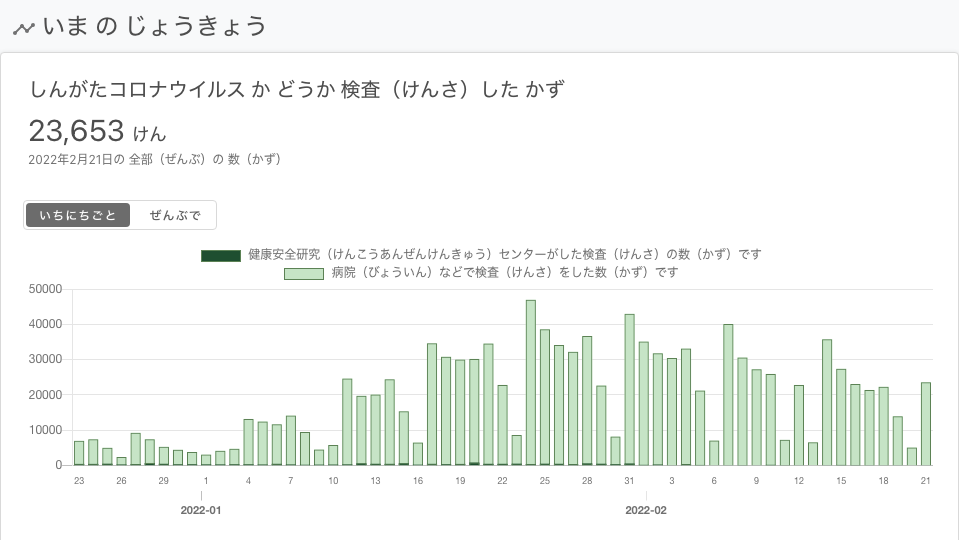 いま の じょうきょう
しんがたコロナウイルス か どうか 検査（けんさ）した かず
23,653 けん
2022年2月21日の 全部（ぜんぶ）の 数（かず）
いちにちごと ぜんぶで
健康安全研究（けんこうあんぜんけんきゅう）センターがした検査（けんさ）の数（かず）です
病院（びょういん）などで検査（けんさ）をした数（かず）です
50000
40000
30000
20000
10000
0
23 26 29 1 4 7 10 13 16 19 22 25 28 31 3 6 9 12 15 18 21
2022-01 2022-02